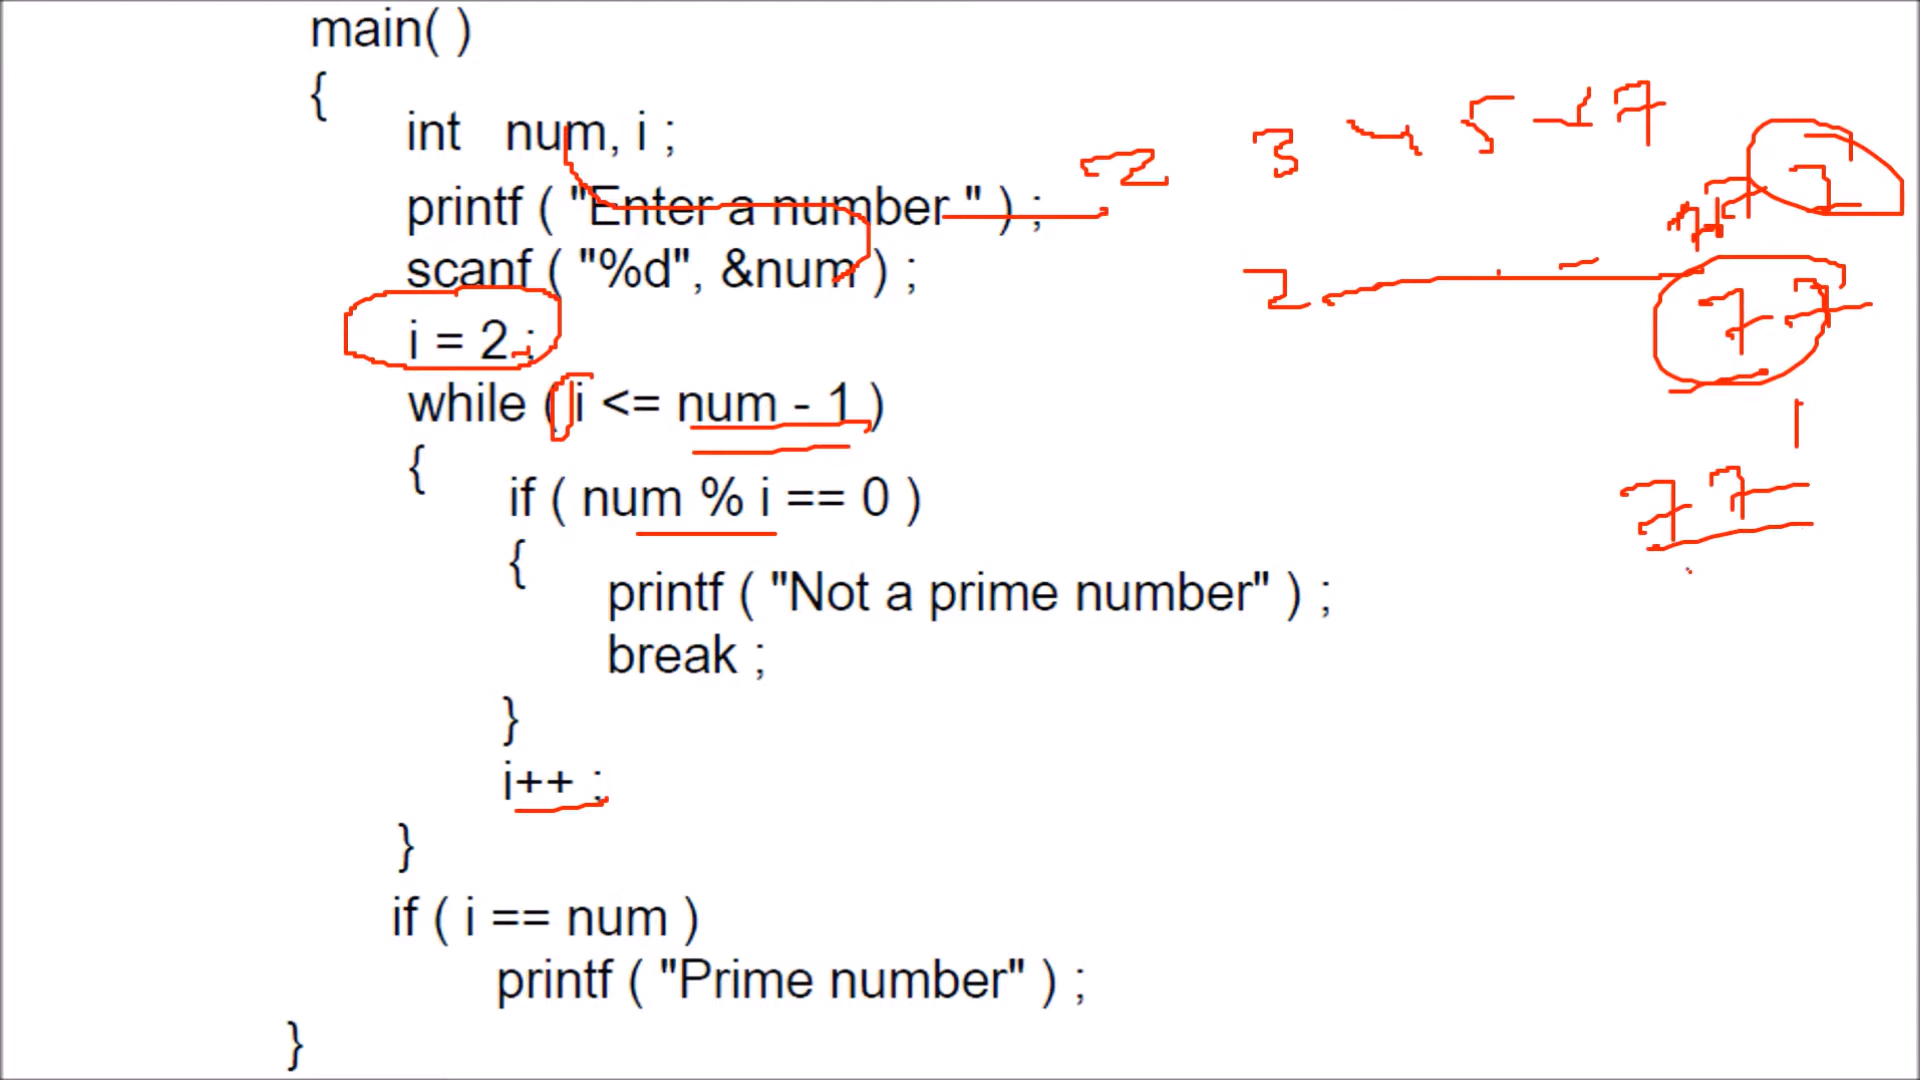 main( )
{
int num, i ;
printf ( "Enter a number " ) ;
2 3 4 5
scanf ( "%d", &num ) ;
i = 2 ;
while ( i <= num - 1 )
{
if ( num % i == 0 )
{
printf ( "Not a prime number" ) ;
break ;
}
i++ ;
}
if ( i == num )
printf ( "Prime number" ) ;
}